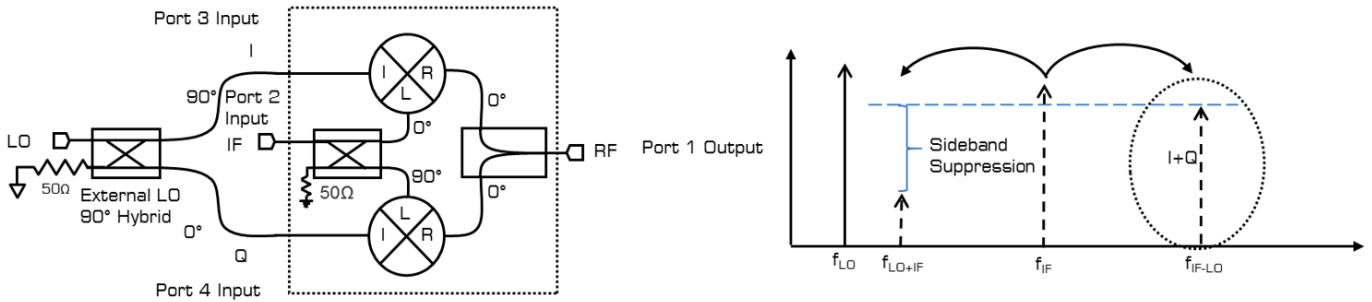 Port 3 Input
I
90°
Port 2
Input
LO
IF
50Ω
External LO
90° Hybrid
0°
Q
Port 4 Input
I
R
L
0°
0°
90°
50Ω
0°
L
I
R
RF
Port 1 Output
Sideband
Suppression
I+Q
fLO
fLO+IF
fIF
fIF-LO